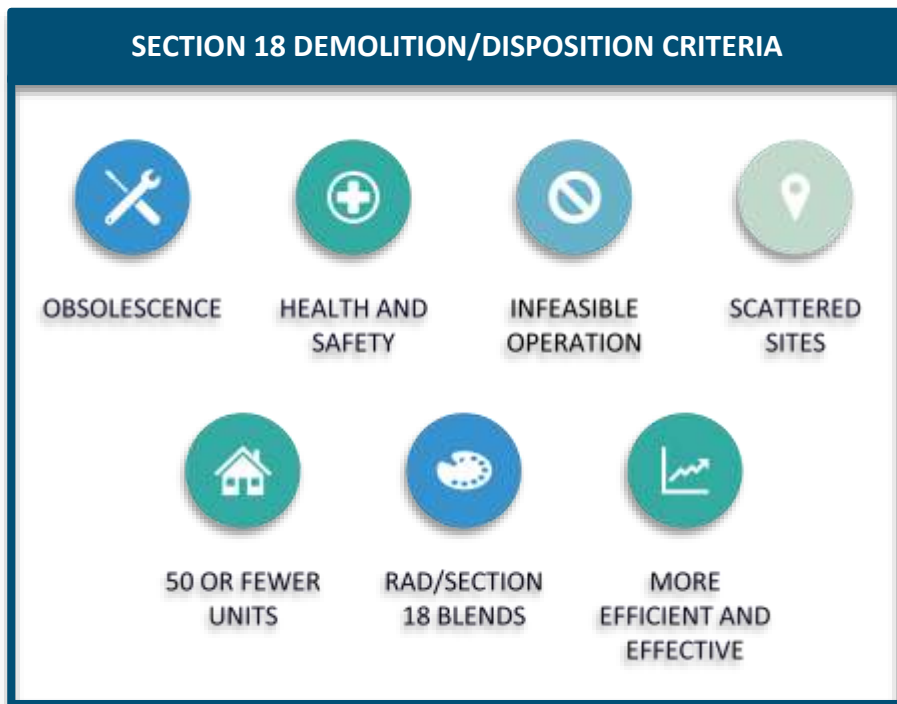 SECTION 18 DEMOLITION/DISPOSITION CRITERIA
OBSOLESCENCE
HEALTH AND
SAFETY
INFEASIBLE
OPERATION
SCATTERED
SITES
50 OR FEWER
UNITS
RAD/SECTION
18 BLENDS
MORE
EFFICIENT AND
EFFECTIVE